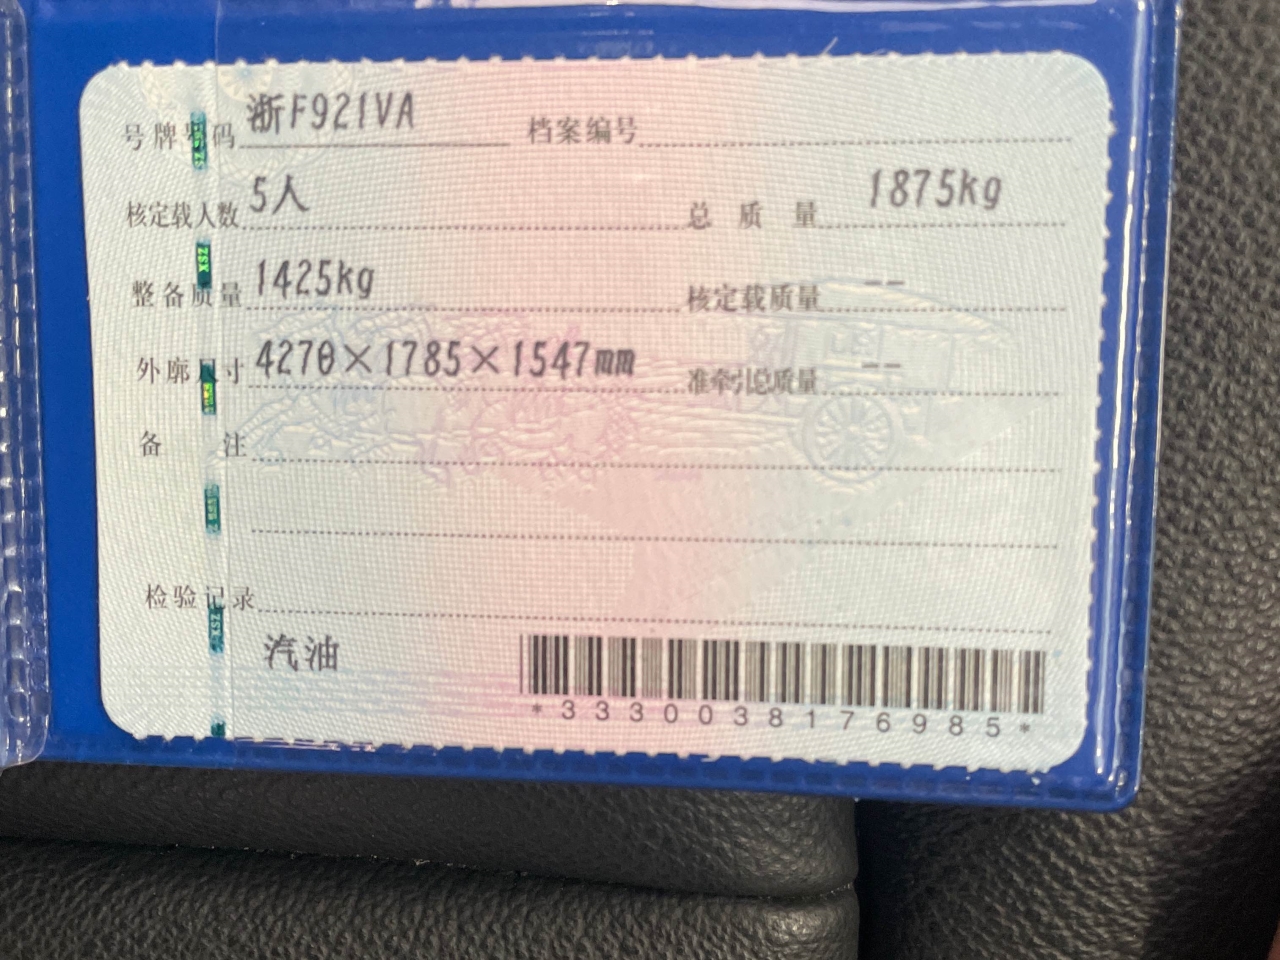 号牌号码 浙F921VA 档案编号
核定载人数 5人 总质量 1875kg
整备质量 1425kg 核定载质量 --
外廓尺寸 4270×1785×1547mm 准牵引总质量 --
备注
检验记录
汽油
*3330038176985*